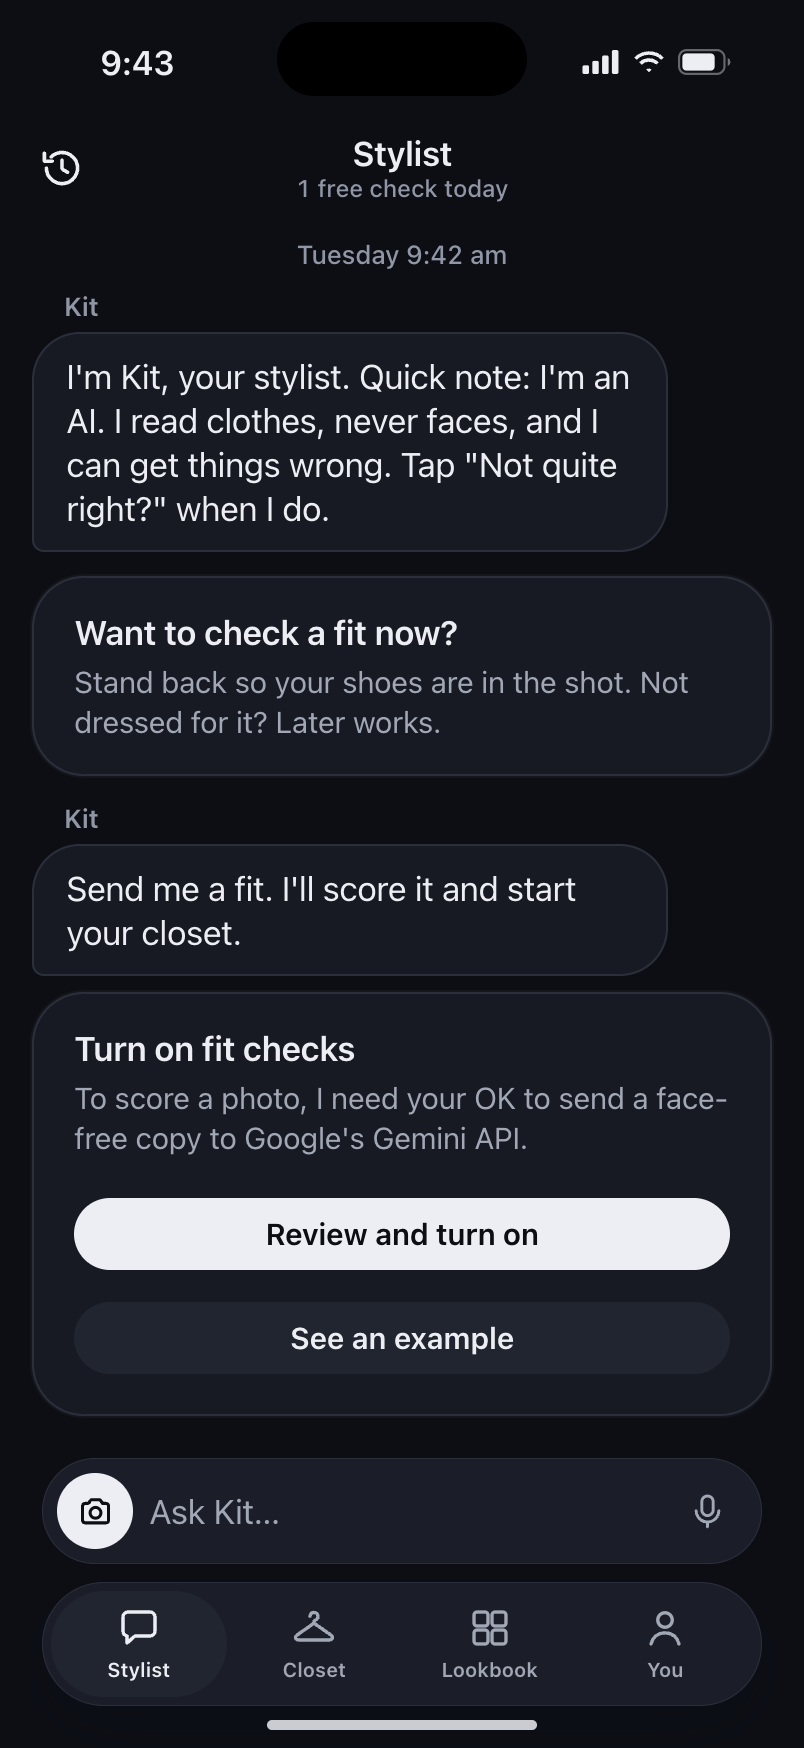 9:43
Stylist
1 free check today
Tuesday 9:42 am
Kit
I'm Kit, your stylist. Quick note: I'm an
AI. I read clothes, never faces, and I
can get things wrong. Tap "Not quite
right?" when I do.
Want to check a fit now?
Stand back so your shoes are in the shot. Not
dressed for it? Later works.
Kit
Send me a fit. I'll score it and start
your closet.
Turn on fit checks
To score a photo, I need your OK to send a face-
free copy to Google's Gemini API.
Review and turn on
See an example
Ask Kit...
Stylist
Closet
Lookbook
You